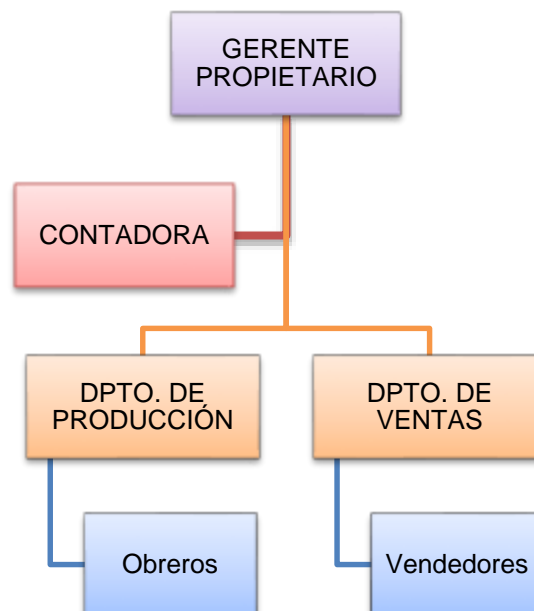 GERENTE
PROPIETARIO
CONTADORA
DPTO. DE
PRODUCCIÓN
DPTO. DE
VENTAS
Obreros
Vendedores